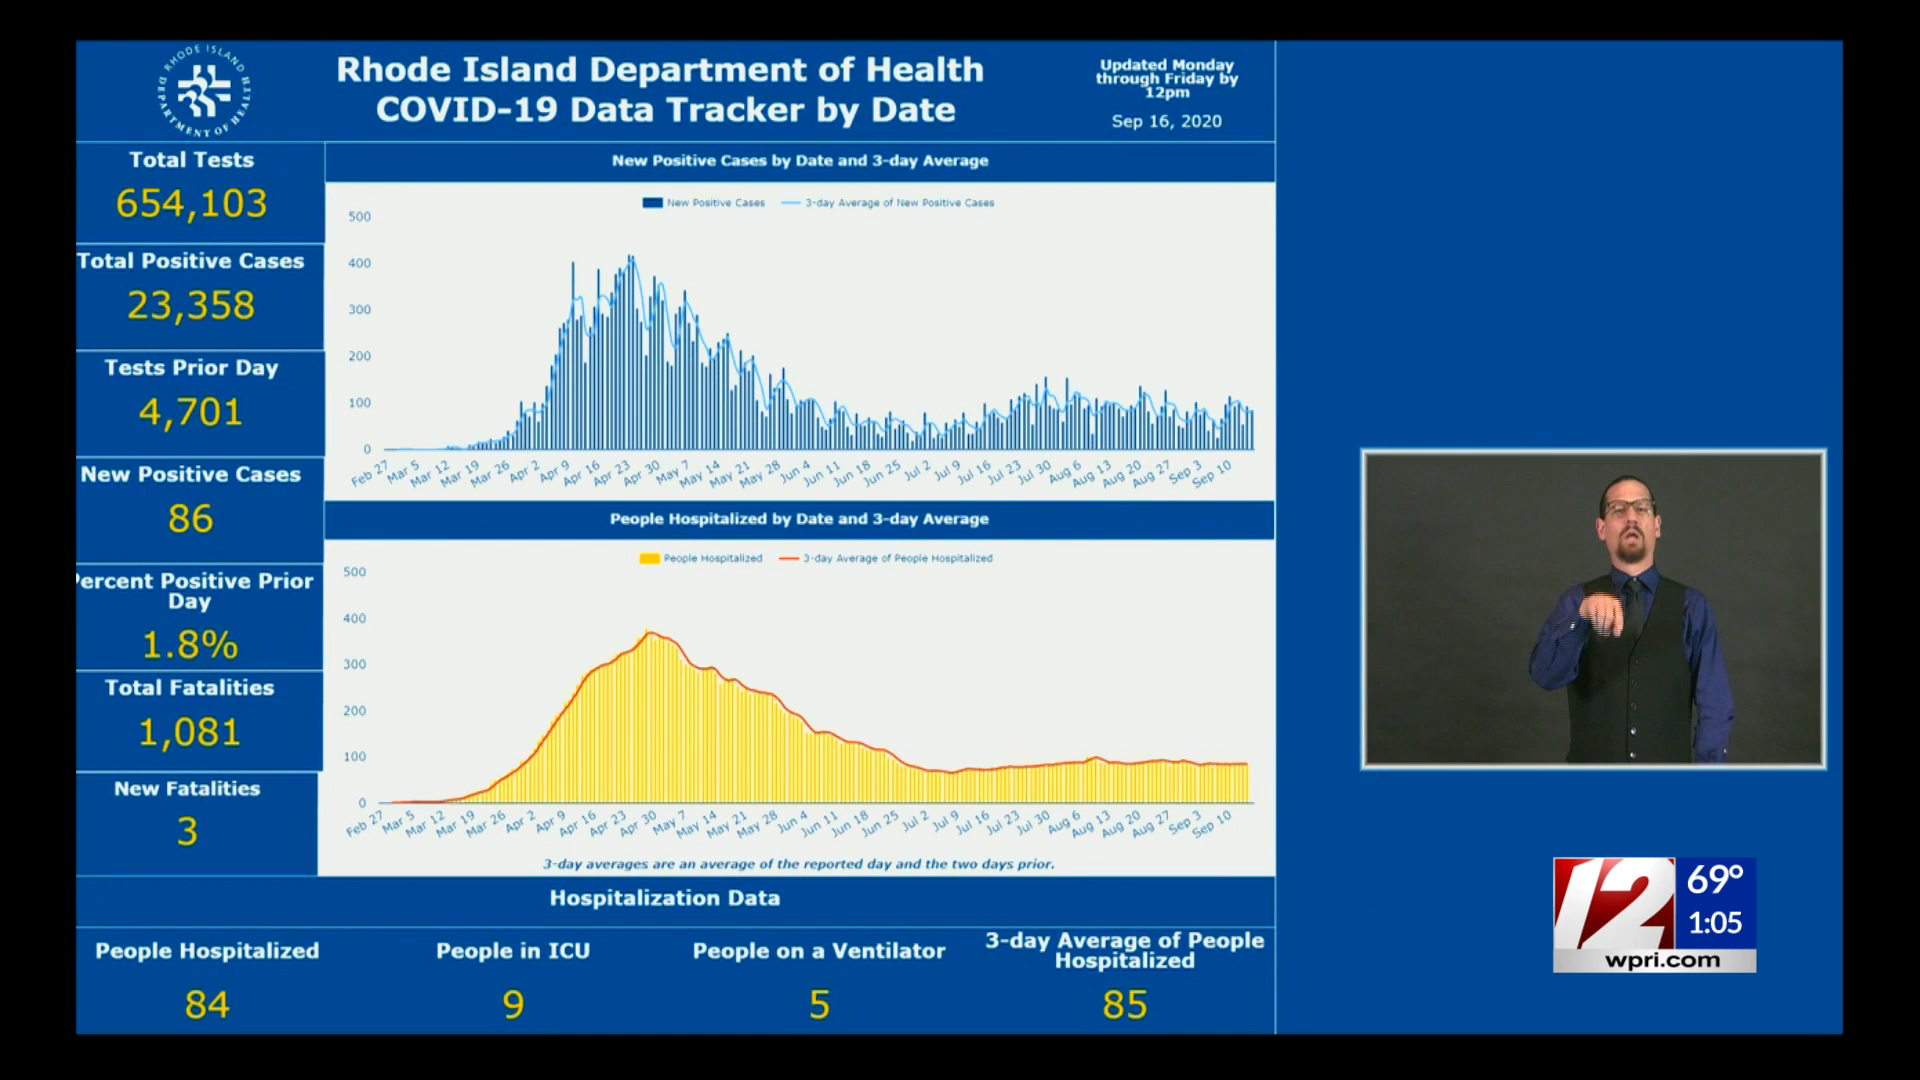 RHODE ISLAND
DEPARTMENT OF HEALTH
Rhode Island Department of Health
COVID-19 Data Tracker by Date
Updated Monday
through Friday by
12pm
Sep 16, 2020
Total Tests
654,103
Total Positive Cases
23,358
Tests Prior Day
4,701
New Positive Cases
86
Percent Positive Prior
Day
1.8%
Total Fatalities
1,081
New Fatalities
3
New Positive Cases by Date and 3-day Average
New Positive Cases
3-day Average of New Positive Cases
500
400
300
200
100
0
Feb 27
Mar 5
Mar 12
Mar 19
Mar 26
Apr 2
Apr 9
Apr 16
Apr 23
Apr 30
May 7
May 14
May 21
May 28
Jun 4
Jun 11
Jun 18
Jun 25
Jul 2
Jul 9
Jul 16
Jul 23
Jul 30
Aug 6
Aug 13
Aug 20
Aug 27
Sep 3
Sep 10
People Hospitalized by Date and 3-day Average
People Hospitalized
3-day Average of People Hospitalized
500
400
300
200
100
0
Feb 27
Mar 5
Mar 12
Mar 19
Mar 26
Apr 2
Apr 9
Apr 16
Apr 23
Apr 30
May 7
May 14
May 21
May 28
Jun 4
Jun 11
Jun 18
Jun 25
Jul 2
Jul 9
Jul 16
Jul 23
Jul 30
Aug 6
Aug 13
Aug 20
Aug 27
Sep 3
Sep 10
3-day averages are an average of the reported day and the two days prior.
Hospitalization Data
People Hospitalized
84
People in ICU
9
People on a Ventilator
5
3-day Average of People
Hospitalized
85
12
69°
1:05
wpri.com